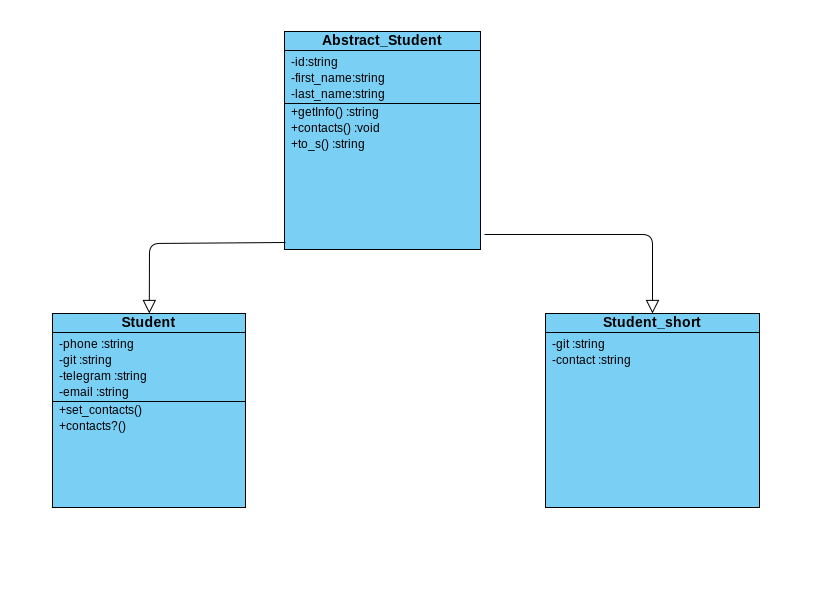 Abstract_Student
-id:string
-first_name:string
-last_name:string
+getInfo() :string
+contacts() :void
+to_s() :string
Student
-phone :string
-git :string
-telegram :string
-email :string
+set_contacts()
+contacts?()
Student_short
-git :string
-contact :string